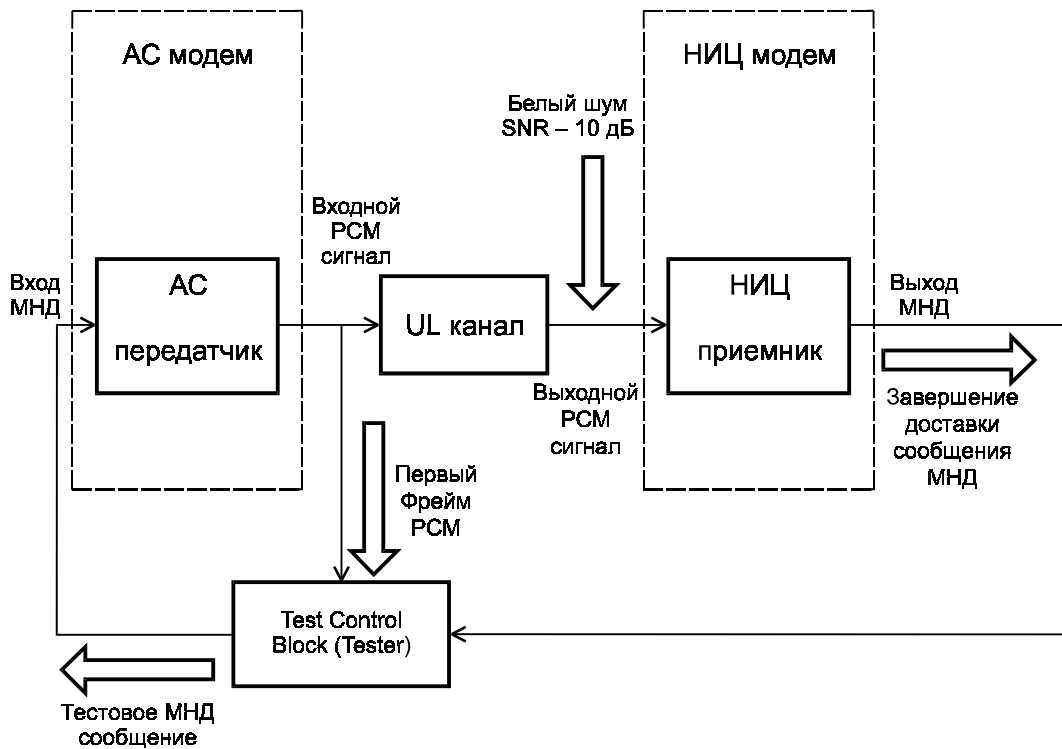 АС модем
НИЦ модем
Белый шум
SNR – 10 дБ
Входной
PCM
сигнал
Вход
МНД
АС
передатчик
UL канал
НИЦ
приемник
Выход
МНД
Выходной
PCM
сигнал
Завершение
доставки
сообщения
МНД
Первый
Фрейм
PCM
Test Control
Block (Tester)
Тестовое МНД
сообщение